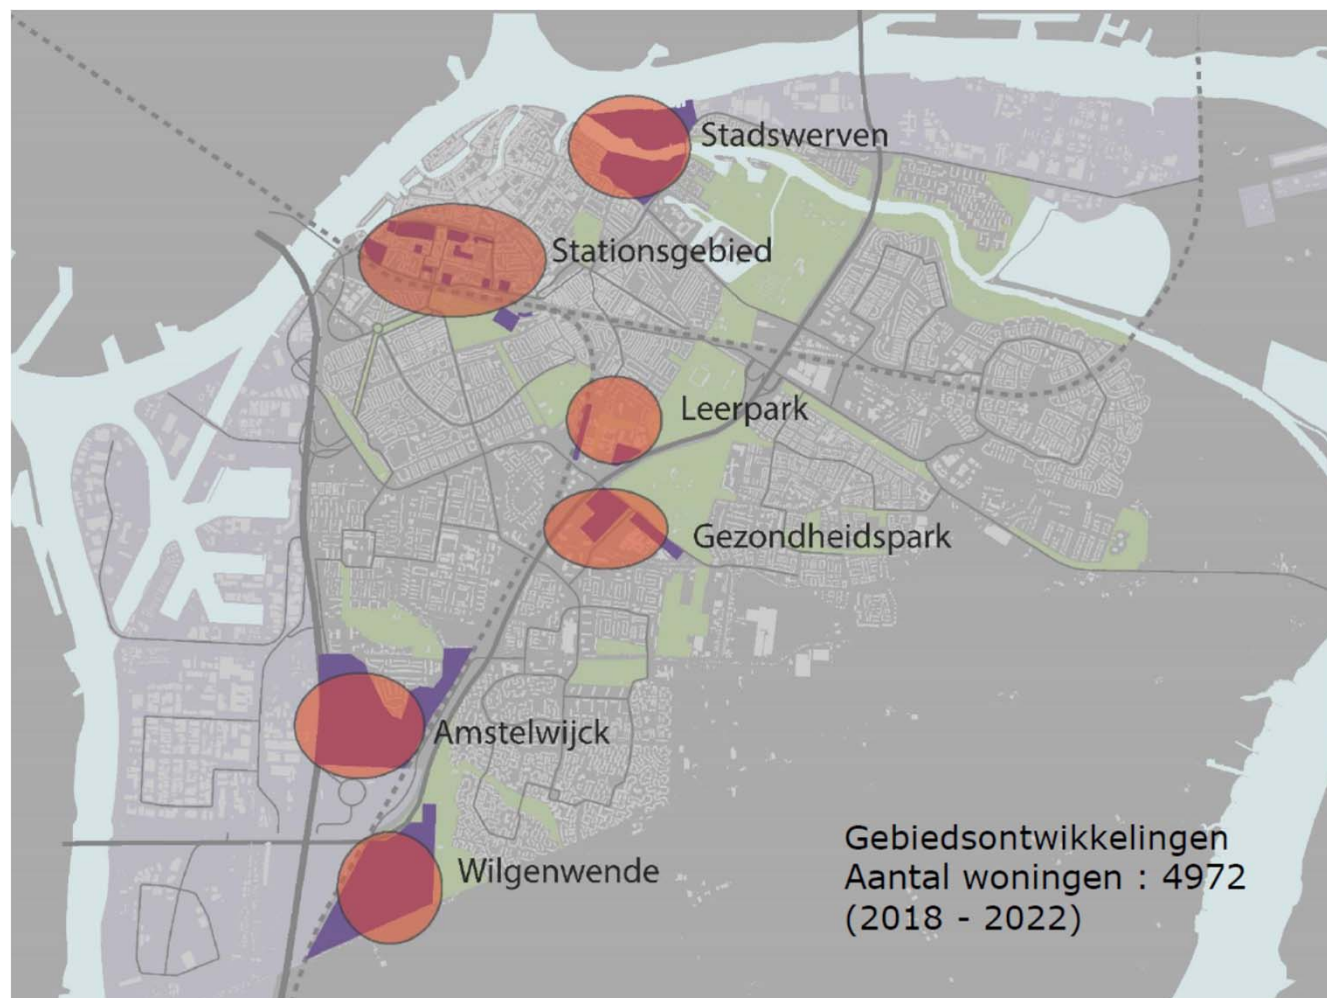 Stadswerven
Stationsgebied
Leerpark
Gezondheidspark
Amstelwijck
Wilgenwende
Gebiedsontwikkelingen
Aantal woningen : 4972
(2018 - 2022)